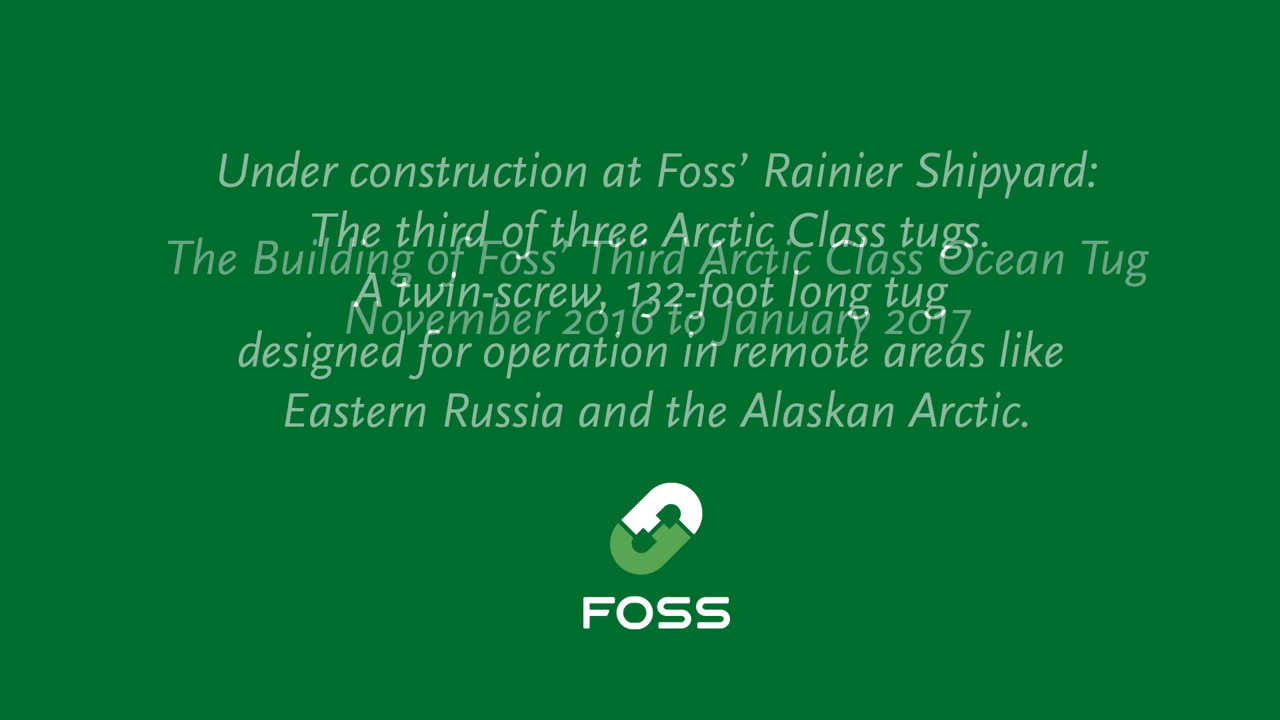 Under construction at Foss’ Rainier Shipyard:
The third of three Arctic Class tugs.
The Building of Foss’ Third Arctic Class Ocean Tug
A twin-screw, 132-foot long tug
November 2016 to January 2017
designed for operation in remote areas like
Eastern Russia and the Alaskan Arctic.
FOSS